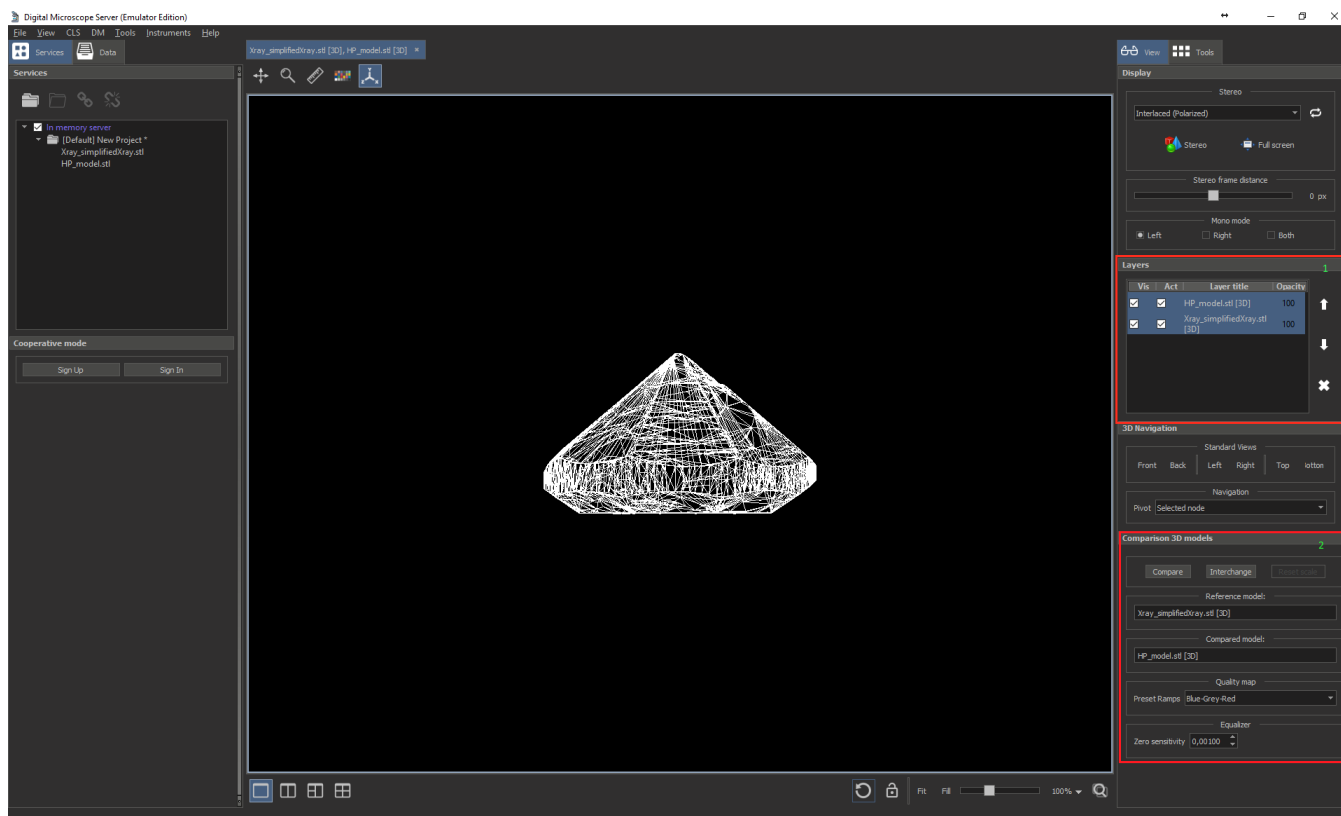 Digital Microscope Server (Emulator Edition)
File View CLS DM Tools Instruments Help
Services Data
Services
In memory server
[Default] New Project *
Xray_simplifiedXray.stl
HP_model.stl
Cooperative mode
Sign Up Sign In
Xray_simplifiedXray.stl [3D], HP_model.stl [3D] ×
Fit Fill 100%
View Tools
Display
Stereo
Interlaced (Polarized)
Stereo Full screen
Stereo frame distance
0 px
Mono mode
Left Right Both
Layers
1
Vis Act Layer title Opacity
HP_model.stl [3D] 100
Xray_simplifiedXray.stl
[3D] 100
3D Navigation
Standard Views
Front Back Left Right Top otton
Navigation
Pivot Selected node
Comparison 3D models
2
Compare Interchange Reset scale
Reference model:
Xray_simplifiedXray.stl [3D]
Compared model:
HP_model.stl [3D]
Quality map
Preset Ramps Blue-Grey-Red
Equalizer
Zero sensitivity 0,00100